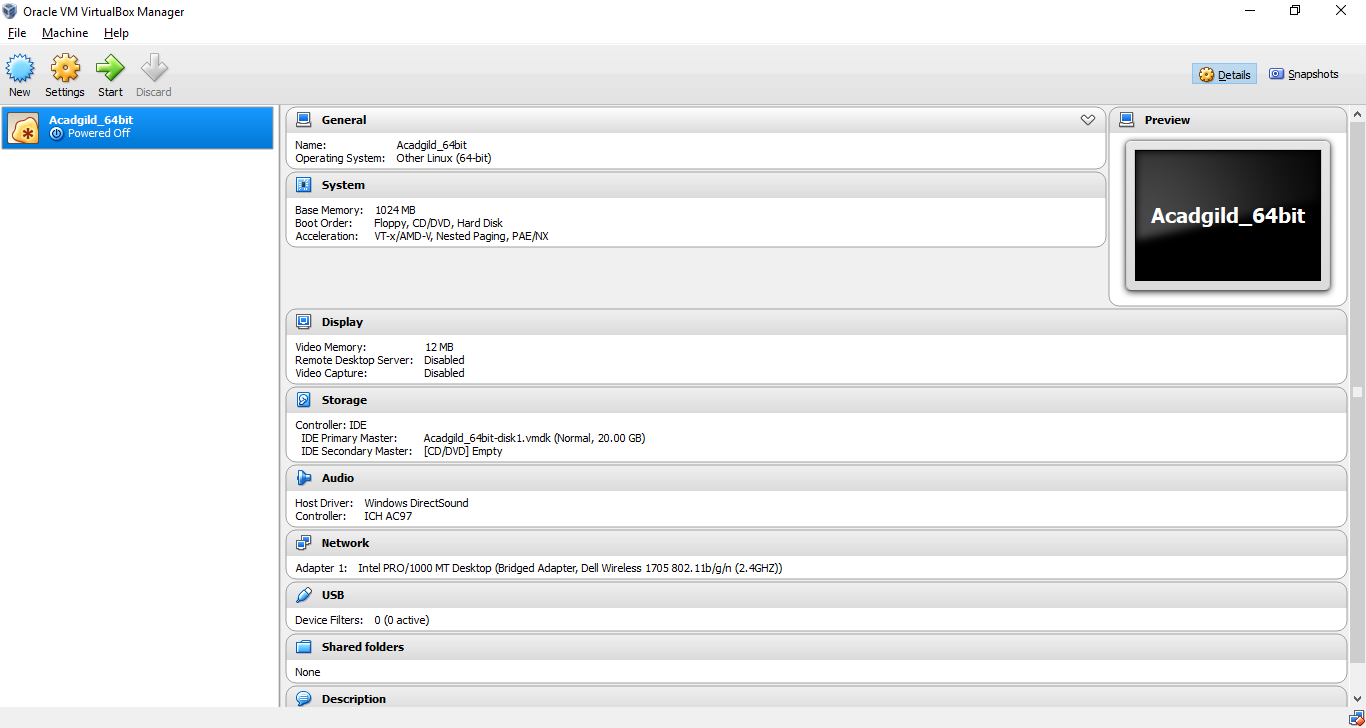 Oracle VM VirtualBox Manager
File Machine Help
New Settings Start Discard
Details Snapshots
Acadgild_64bit
Powered Off
General
Name: Acadgild_64bit
Operating System: Other Linux (64-bit)
System
Base Memory: 1024 MB
Boot Order: Floppy, CD/DVD, Hard Disk
Acceleration: VT-x/AMD-V, Nested Paging, PAE/NX
Preview
Acadgild_64bit
Display
Video Memory: 12 MB
Remote Desktop Server: Disabled
Video Capture: Disabled
Storage
Controller: IDE
IDE Primary Master: Acadgild_64bit-disk1.vmdk (Normal, 20.00 GB)
IDE Secondary Master: [CD/DVD] Empty
Audio
Host Driver: Windows DirectSound
Controller: ICH AC97
Network
Adapter 1: Intel PRO/1000 MT Desktop (Bridged Adapter, Dell Wireless 1705 802.11b/g/n (2.4GHZ))
USB
Device Filters: 0 (0 active)
Shared folders
None
Description